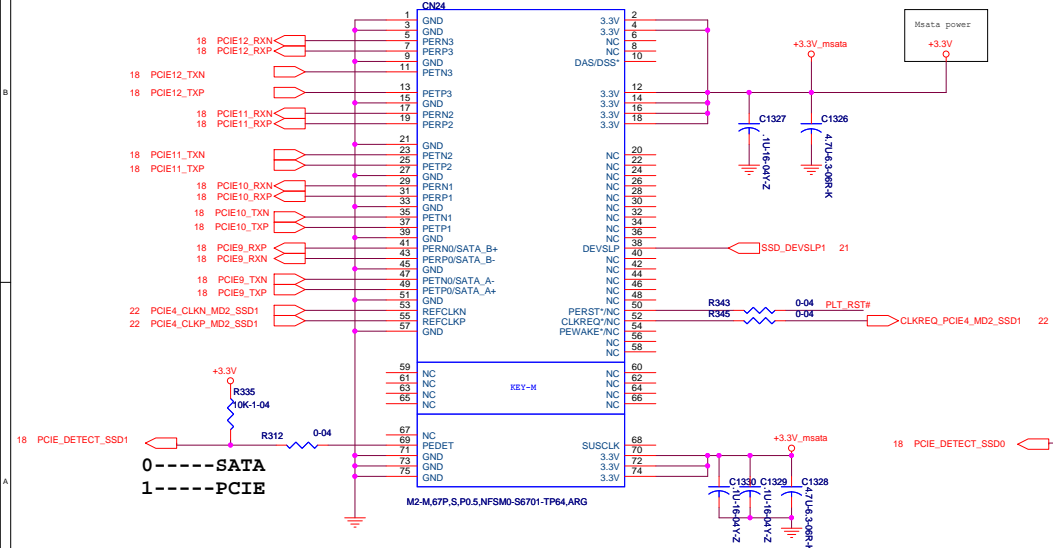 CN24
1 GND
3 GND
18 PCIE12_RXN 5 PERN3
18 PCIE12_RXP 7 PERP3
9 GND
18 PCIE12_TXN 11 PETN3
18 PCIE12_TXP 13 PETP3
15 GND
18 PCIE11_RXN 17 PERN2
18 PCIE11_RXP 19 PERP2
21 GND
18 PCIE11_TXN 23 PETN2
18 PCIE11_TXP 25 PETP2
27 GND
18 PCIE10_RXN 29 PERN1
18 PCIE10_RXP 31 PERP1
33 GND
18 PCIE10_TXN 35 PETN1
18 PCIE10_TXP 37 PETP1
39 GND
18 PCIE9_RXP 41 PERN0/SATA_B+
18 PCIE9_RXN 43 PERP0/SATA_B-
45 GND
18 PCIE9_TXN 47 PETN0/SATA_A-
18 PCIE9_TXP 49 PETP0/SATA_A+
51 GND
22 PCIE4_CLKN_MD2_SSD1 53 REFCLKN
22 PCIE4_CLKP_MD2_SSD1 55 REFCLKP
57 GND
3.3V 2
3.3V 4
NC 6
NC 8
DAS/DSS* 10
3.3V 12
3.3V 14
3.3V 16
3.3V 18
NC 20
NC 22
NC 24
NC 26
NC 28
NC 30
NC 32
NC 34
NC 36
DEVSLP 38 SSD_DEVSLP1 21
NC 40
NC 42
NC 44
NC 46
NC 48
PERST*/NC 50 R343 0-04 PLT_RST#
CLKREQ*/NC 52 R345 0-04 CLKREQ_PCIE4_MD2_SSD1 22
PEWAKE*/NC 54
NC 56
NC 58
Msata power
+3.3V
+3.3V_msata
C1327
.1U-16-04Y-Z
C1326
4.7U-6.3-06R-K
59 NC
61 NC
63 NC
65 NC
KEY-M
NC 60
NC 62
NC 64
NC 66
67 NC
69 PEDET
71 GND
73 GND
75 GND
SUSCLK 68
3.3V 70
3.3V 72
3.3V 74
+3.3V
R335
10K-1-04
18 PCIE_DETECT_SSD1
R312 0-04
0-----SATA
1-----PCIE
+3.3V_msata
C1330
.1U-16-04Y-Z
C1329
.1U-16-04Y-Z
C1328
18 PCIE_DETECT_SSD0
M2-M,67P,S,P0.5,NFSM0-S6701-TP64,ARG
B
A